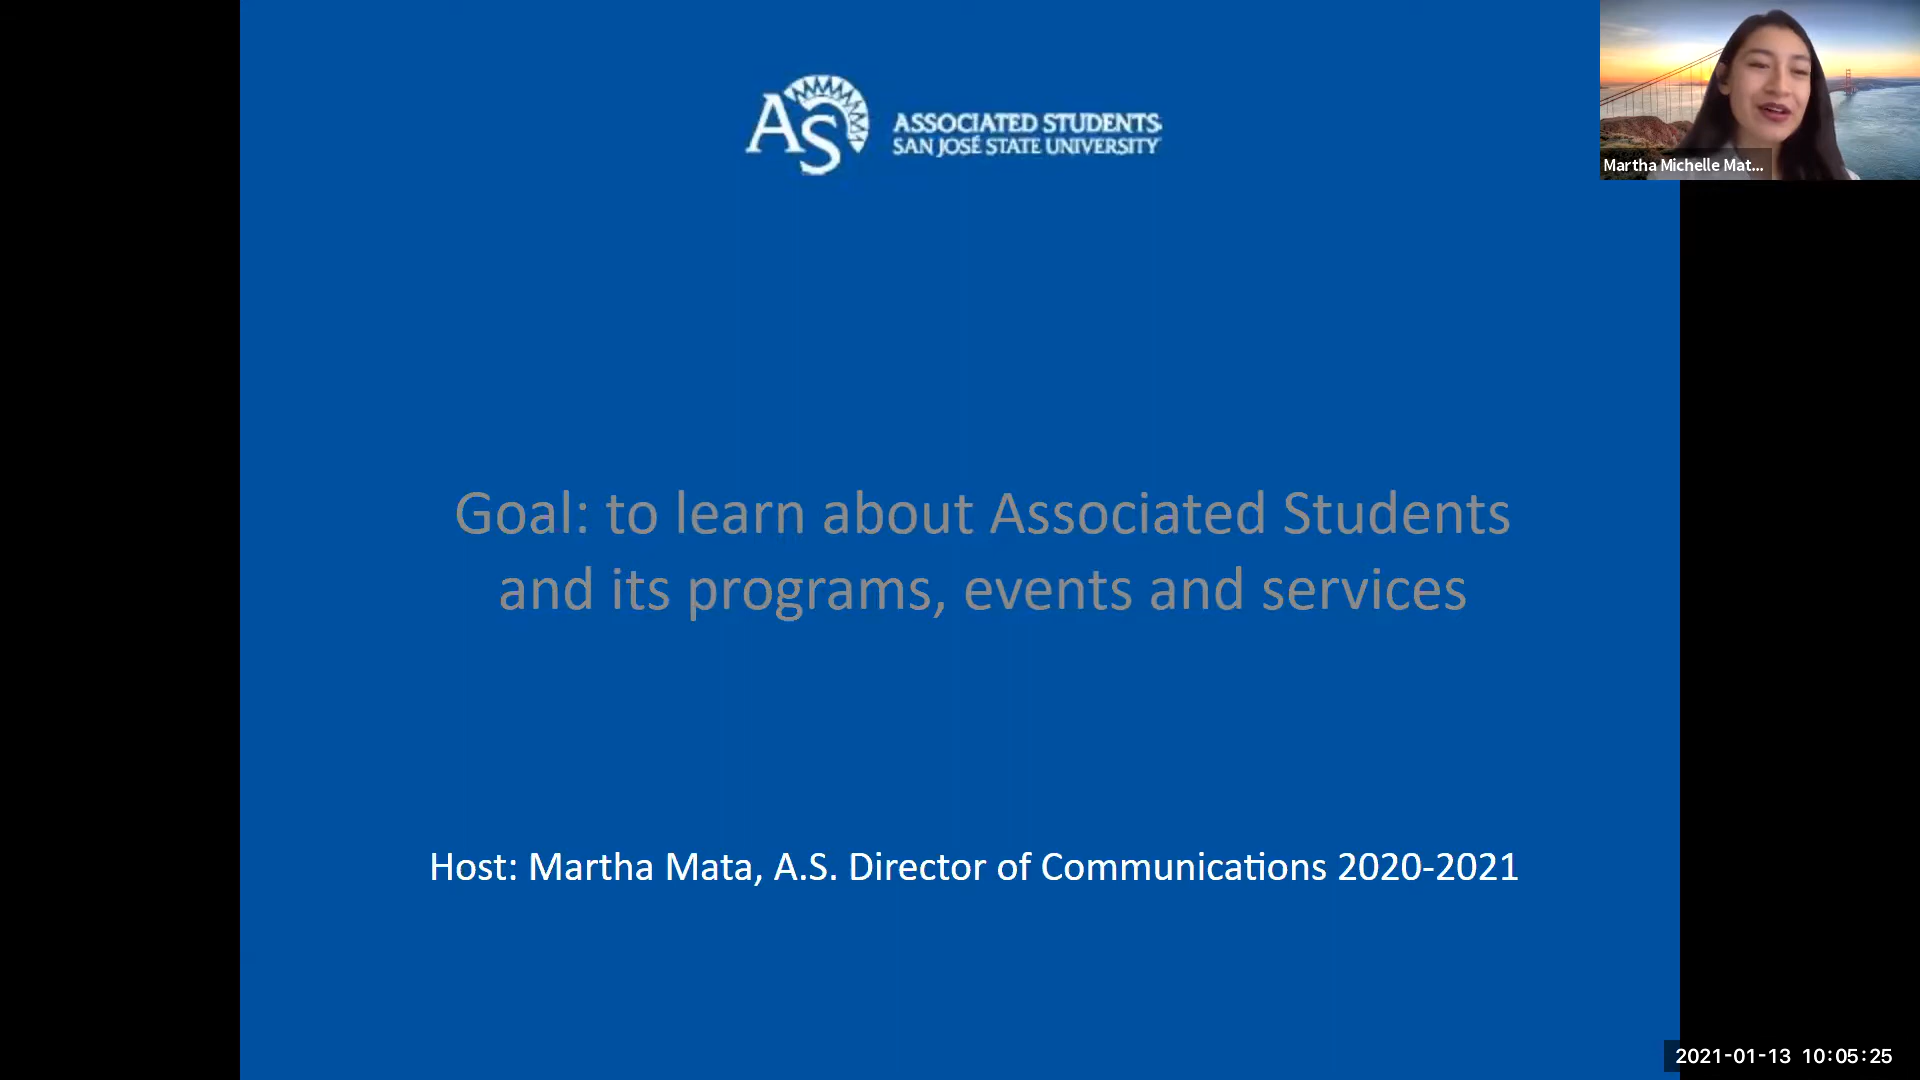 AS ASSOCIATED STUDENTS
SAN JOSÉ STATE UNIVERSITY
Martha Michelle Mat...
Goal: to learn about Associated Students
and its programs, events and services
Host: Martha Mata, A.S. Director of Communications 2020-2021
2021-01-13 10:05:25